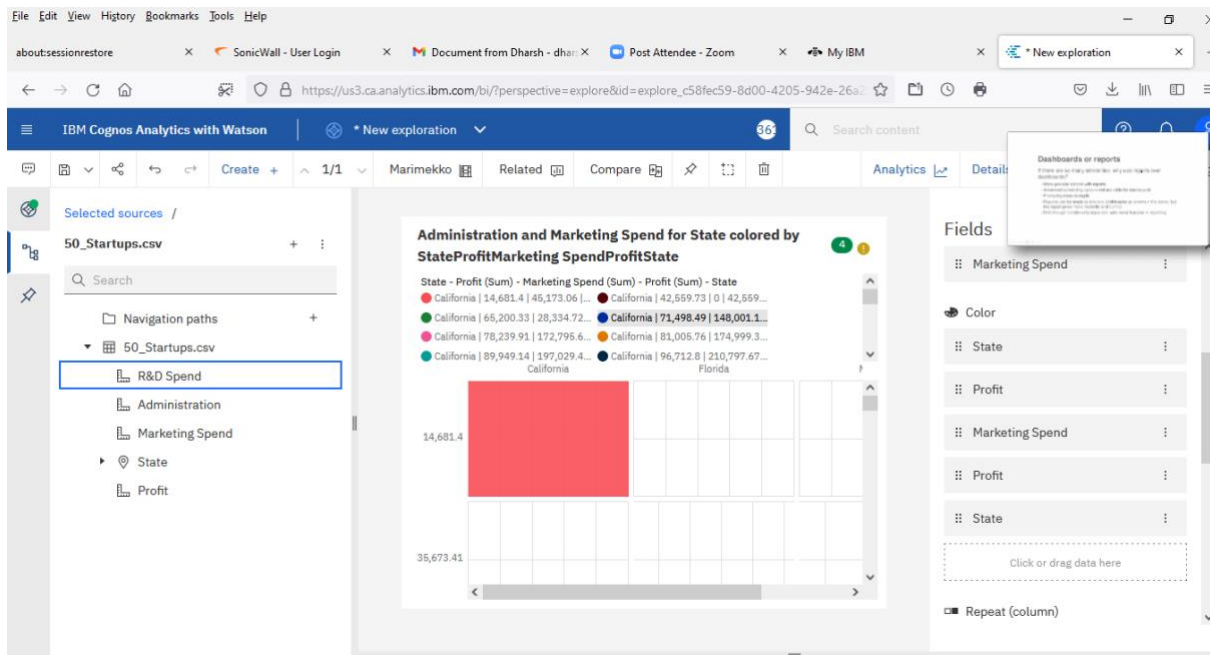 File Edit View History Bookmarks Tools Help
about:sessionrestore SonicWall - User Login Document from Dharsh - dhar Post Attendee - Zoom My IBM * New exploration
https://us3.ca.analytics.ibm.com/bi/?perspective=explore&id=explore_c58fec59-8d00-4205-942e-26a2
IBM Cognos Analytics with Watson * New exploration 361 Search content
Create + 1/1 Marimekko Related Compare Analytics Details
Dashboards or reports
Selected sources /
50_Startups.csv
Search
Navigation paths
50_Startups.csv
R&D Spend
Administration
Marketing Spend
State
Profit
Administration and Marketing Spend for State colored by
StateProfitMarketing SpendProfitState
4
State - Profit (Sum) - Marketing Spend (Sum) - Profit (Sum) - State
California | 14,681.4 | 45,173.06 |... California | 42,559.73 | 0 | 42,559...
California | 65,200.33 | 28,334.72... California | 71,498.49 | 148,001.1...
California | 78,239.91 | 172,795.6... California | 81,005.76 | 174,999.3...
California | 89,949.14 | 197,029.4... California | 96,712.8 | 210,797.67...
California Florida
14,681.4
35,673.41
Fields
Marketing Spend
Color
State
Profit
Marketing Spend
Profit
State
Click or drag data here
Repeat (column)